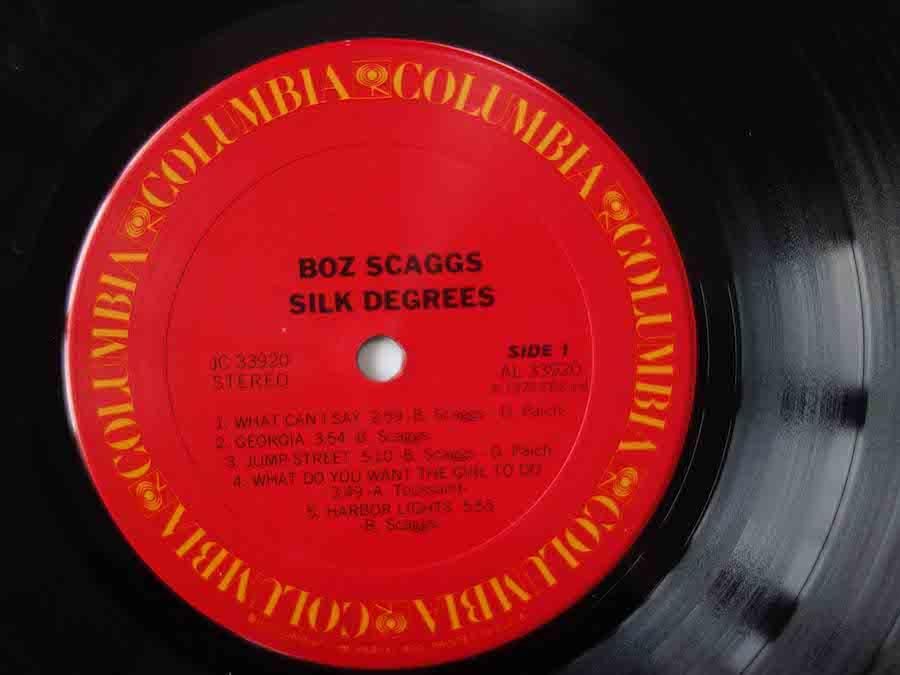 COLUMBIA COLUMBIA COLUMBIA COLUMBIA COLUMBIA COLUMBIA
BOZ SCAGGS
SILK DEGREES
JC 33920
STEREO
SIDE 1
AL 33920
1. WHAT CAN I SAY 2:59 -B. Scaggs - D. Paich-
2. GEORGIA 3:54 -B. Scaggs-
3. JUMP STREET 5:10 -B. Scaggs - D. Paich-
4. WHAT DO YOU WANT THE GIRL TO DO
3:49 -A. Toussaint-
5. HARBOR LIGHTS 5:55
-B. Scaggs-